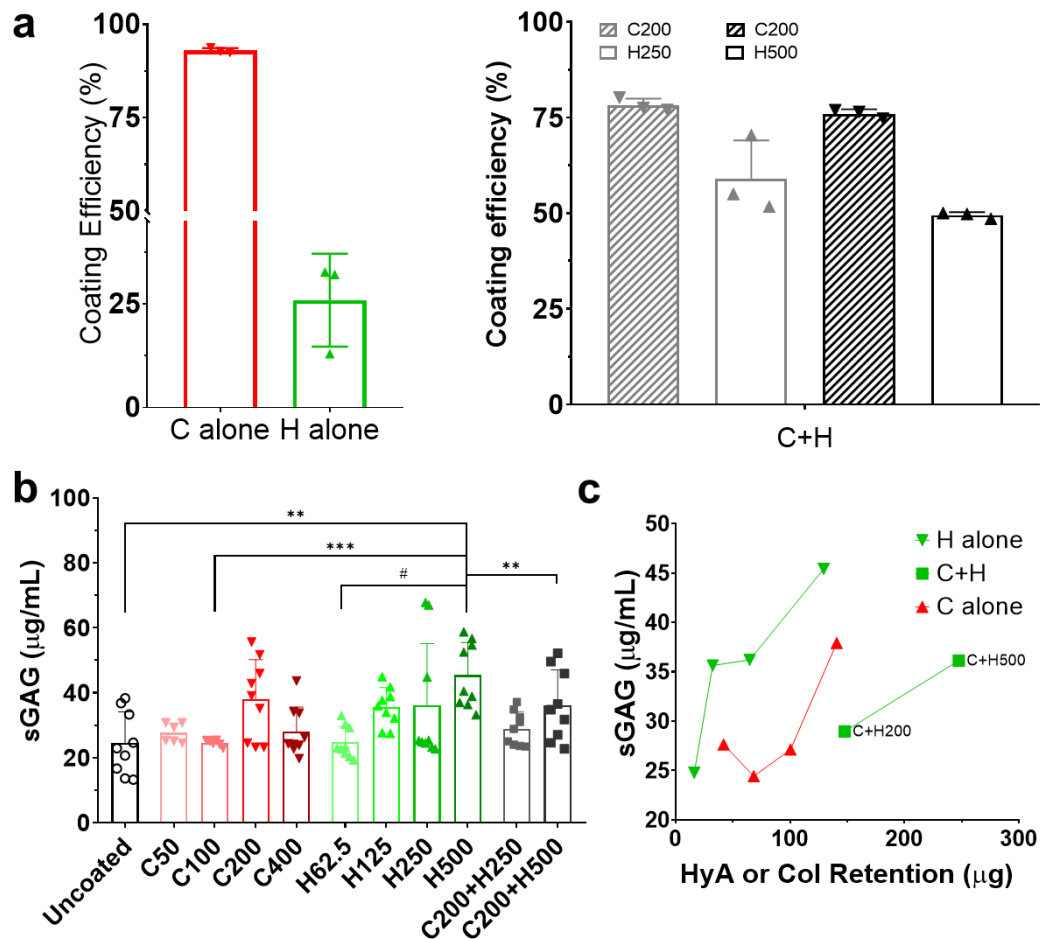 a
Coating Efficiency (%)
100
75
50
25
0
C alone
H alone
C200
C200
H250
H500
Coating efficiency (%)
100
75
50
25
0
C+H
b
sGAG (µg/mL)
100
80
60
40
20
0
**
***
#
**
Uncoated
C50
C100
C200
C400
H62.5
H125
H250
H500
C200+H250
C200+H500
c
sGAG (µg/mL)
50
45
40
35
30
25
20
H alone
C+H
C alone
C+H500
C+H200
0
100
200
300
HyA or Col Retention (µg)